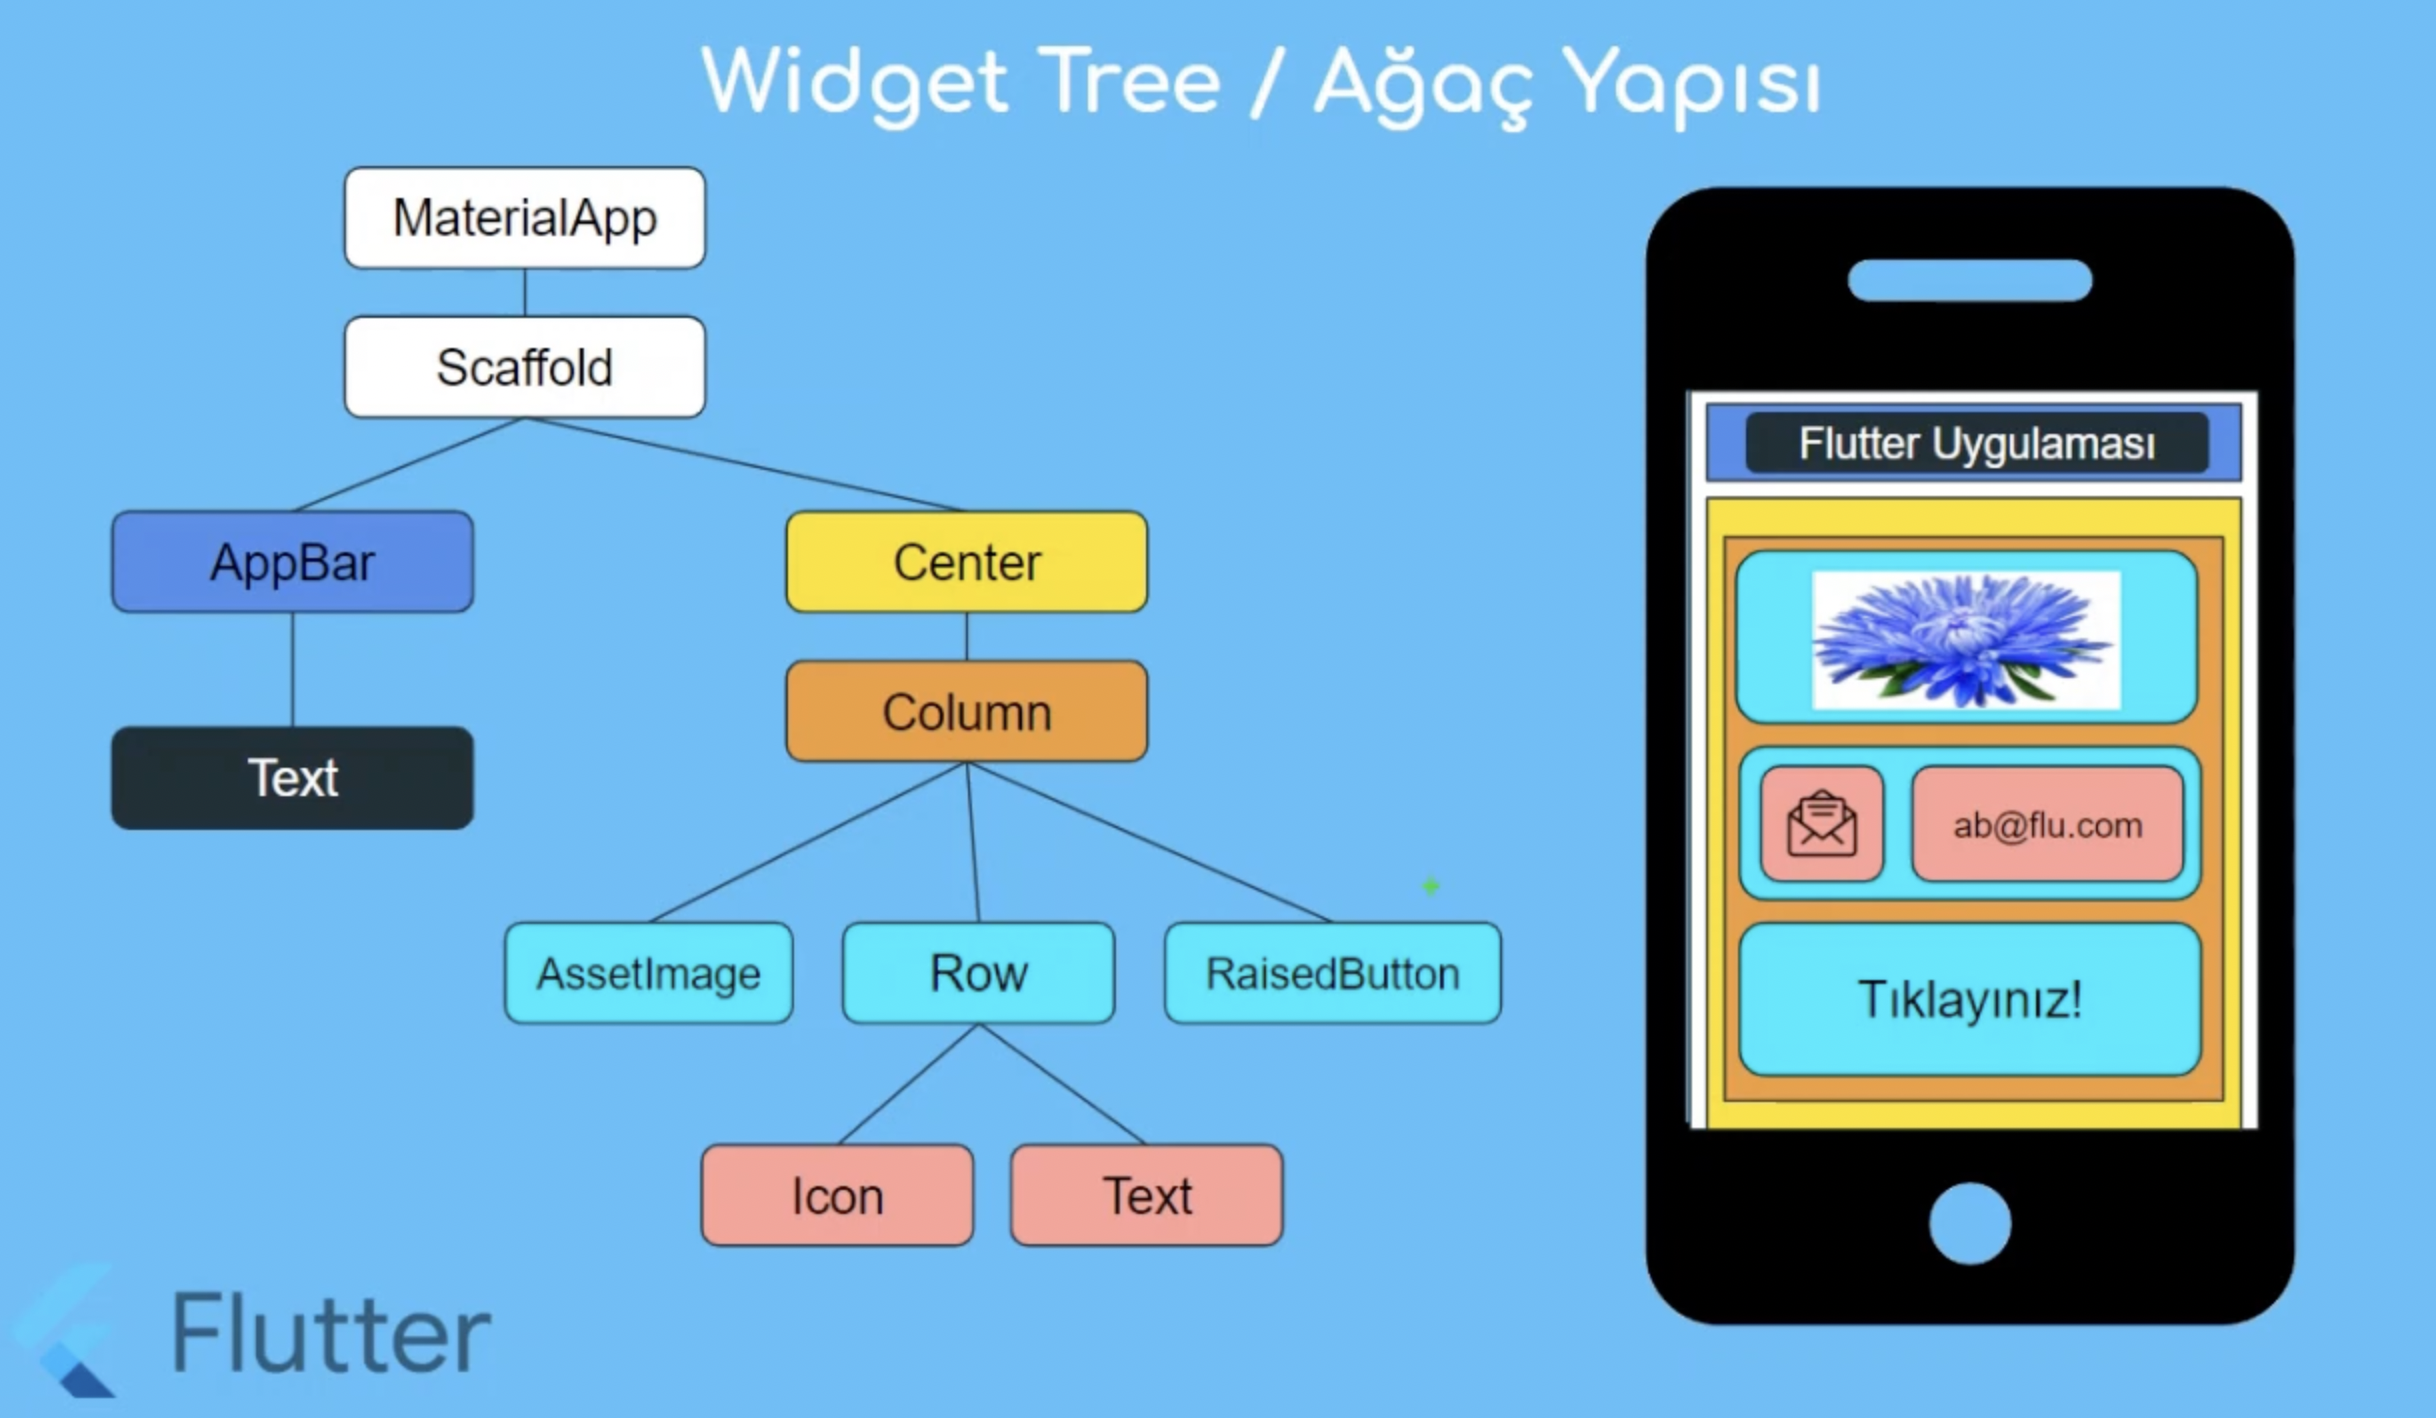 Widget Tree / Ağaç Yapısı
MaterialApp
Scaffold
AppBar
Center
Text
Column
AssetImage
Row
RaisedButton
Icon
Text
Flutter Uygulaması
ab@flu.com
Tıklayınız!
Flutter